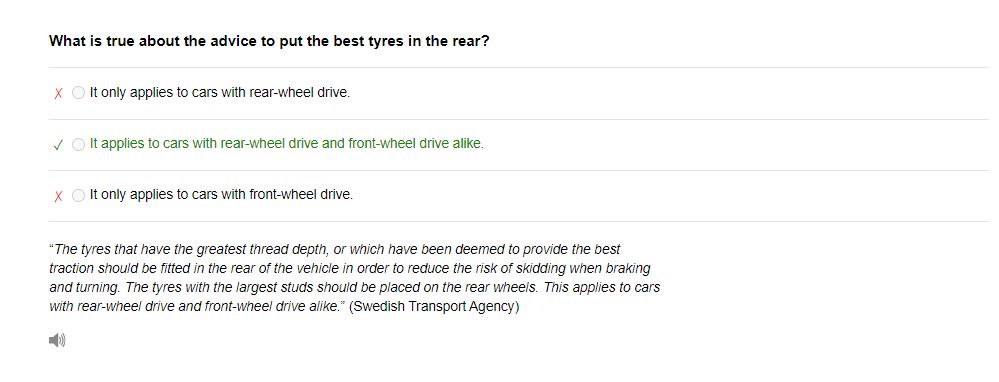 What is true about the advice to put the best tyres in the rear?
It only applies to cars with rear-wheel drive.
It applies to cars with rear-wheel drive and front-wheel drive alike.
It only applies to cars with front-wheel drive.
“The tyres that have the greatest thread depth, or which have been deemed to provide the best
traction should be fitted in the rear of the vehicle in order to reduce the risk of skidding when braking
and turning. The tyres with the largest studs should be placed on the rear wheels. This applies to cars
with rear-wheel drive and front-wheel drive alike.” (Swedish Transport Agency)